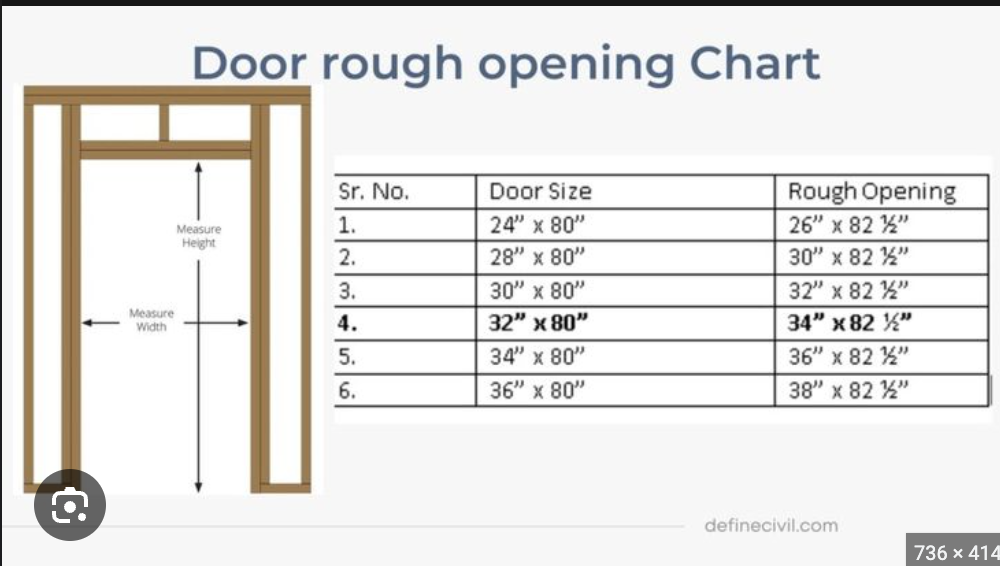 Door rough opening Chart
Measure
Height
Measure
Width
Sr. No. Door Size Rough Opening
1. 24” x 80” 26” x 82 ½”
2. 28” x 80” 30” x 82 ½”
3. 30” x 80” 32” x 82 ½”
4. 32” x 80” 34” x 82 ½”
5. 34” x 80” 36” x 82 ½”
6. 36” x 80” 38” x 82 ½”
definecivil.com
736 × 414